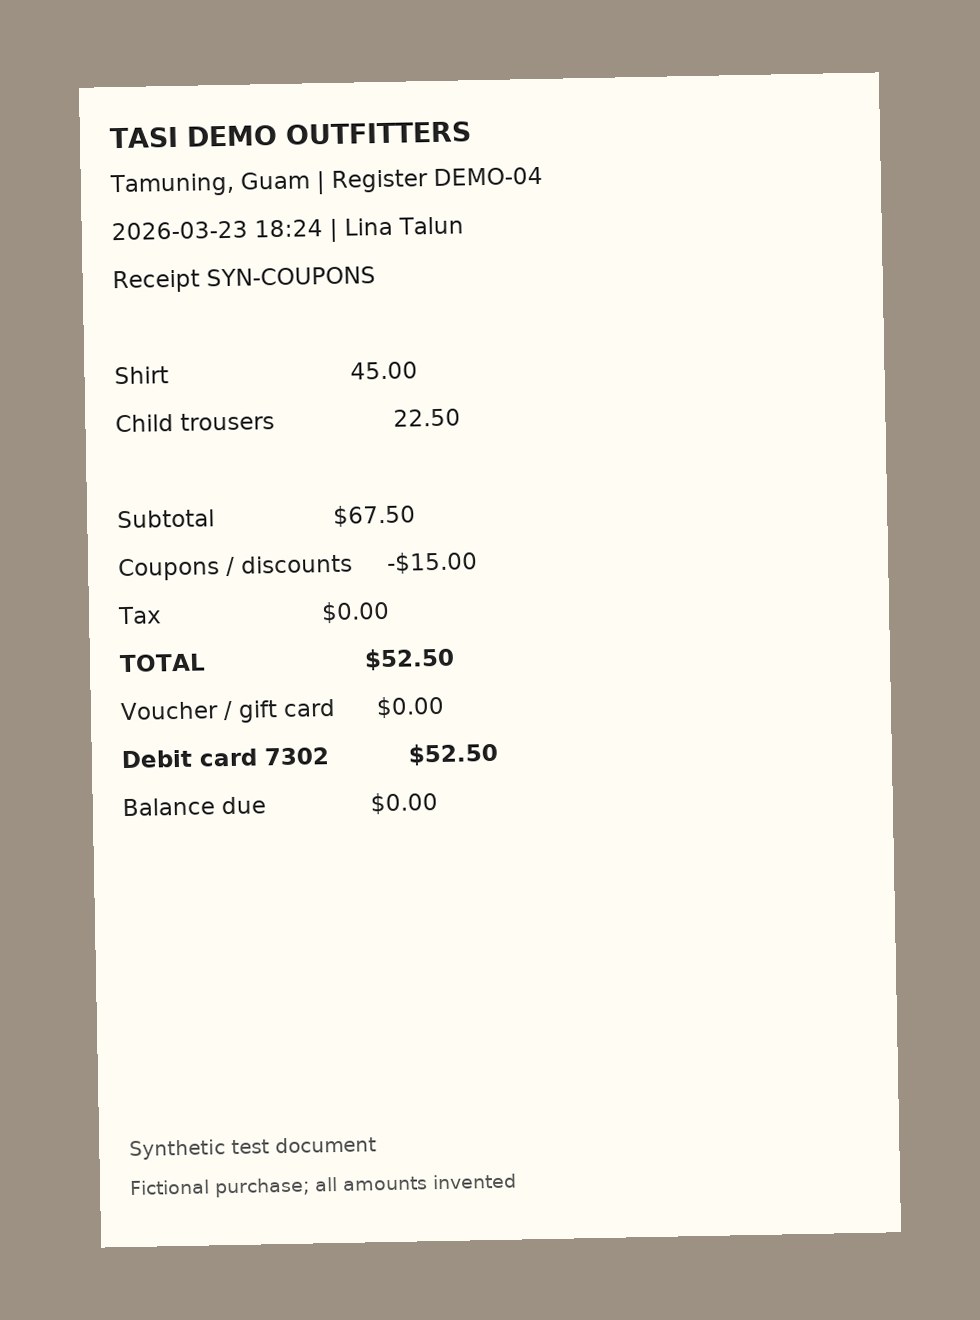 TASI DEMO OUTFITTERS
Tamuning, Guam | Register DEMO-04
2026-03-23 18:24 | Lina Talun
Receipt SYN-COUPONS
Shirt 45.00
Child trousers 22.50
Subtotal $67.50
Coupons / discounts -$15.00
Tax $0.00
TOTAL $52.50
Voucher / gift card $0.00
Debit card 7302 $52.50
Balance due $0.00
Synthetic test document
Fictional purchase; all amounts invented